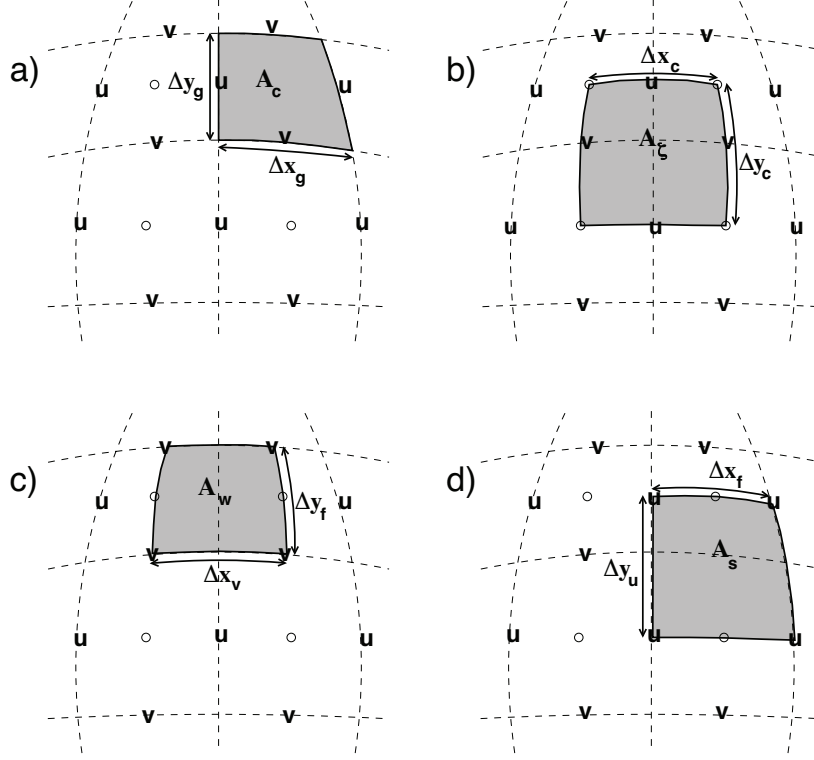 a)
v v
Δy_g u A_c u
u
v v
Δx_g
u u u
v v
b)
v v
Δx_c
u u u
v A_ζ v
Δy_c
u u u
v v
c)
v v
u A_w Δy_f u
v v
Δx_v
u u u
v v
d)
v v
Δx_f
u u u
v A_s
Δy_u
u u u
v v